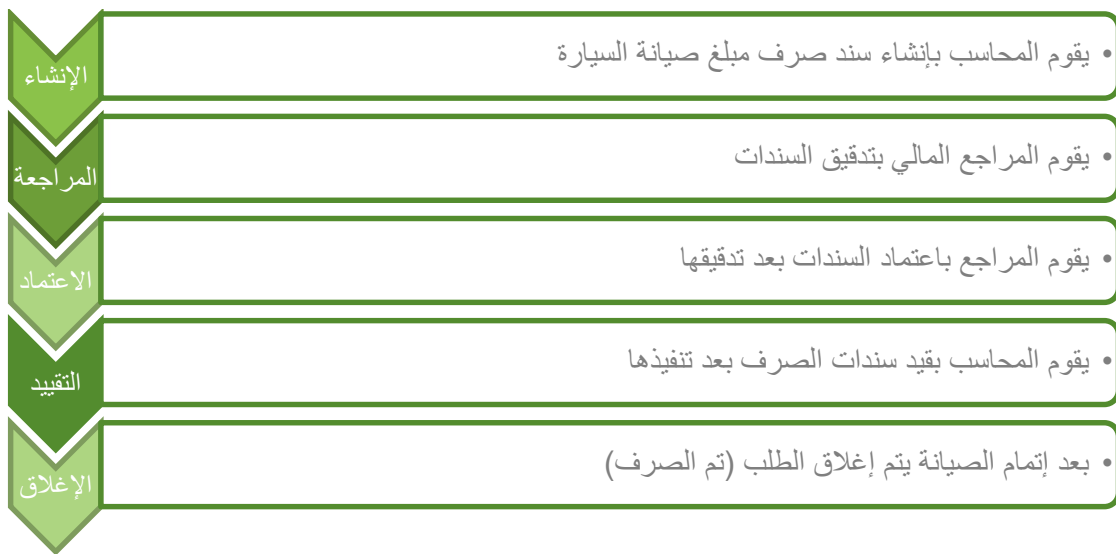 الإنشاء
• يقوم المحاسب بإنشاء سند صرف مبلغ صيانة السيارة
المراجعة
• يقوم المراجع المالي بتدقيق السندات
الاعتماد
• يقوم المراجع باعتماد السندات بعد تدقيقها
التقييد
• يقوم المحاسب بقيد سندات الصرف بعد تنفيذها
الإغلاق
• بعد إتمام الصيانة يتم إغلاق الطلب (تم الصرف)